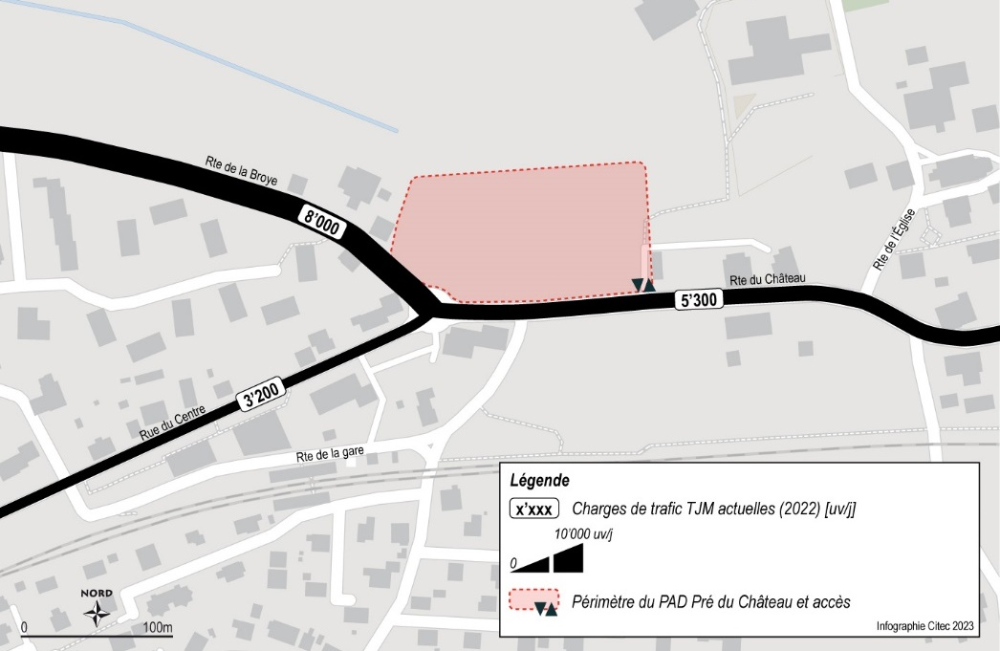 Rte de la Broye
8'000
Rte de l'Église
Rte du Château
5'300
3'200
Rue du Centre
Rte de la gare
Légende
x'xxx Charges de trafic TJM actuelles (2022) [uv/j]
10'000 uv/j
0
Périmètre du PAD Pré du Château et accès
NORD
0 100m
Infographie Citec 2023